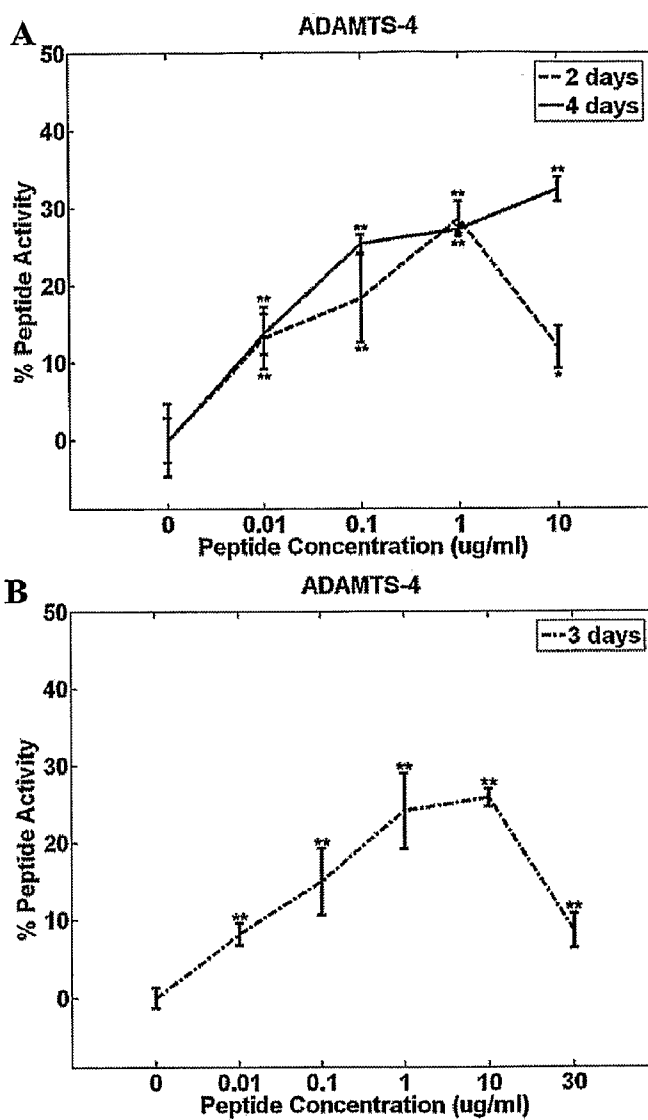 A
ADAMTS-4
50
40
30
20
10
0
% Peptide Activity
2 days
4 days
**
**
**
**
**
**
**
*
0 0.01 0.1 1 10
Peptide Concentration (ug/ml)
B
ADAMTS-4
50
40
30
20
10
0
% Peptide Activity
3 days
**
**
**
**
**
0 0.01 0.1 1 10 30
Peptide Concentration (ug/ml)